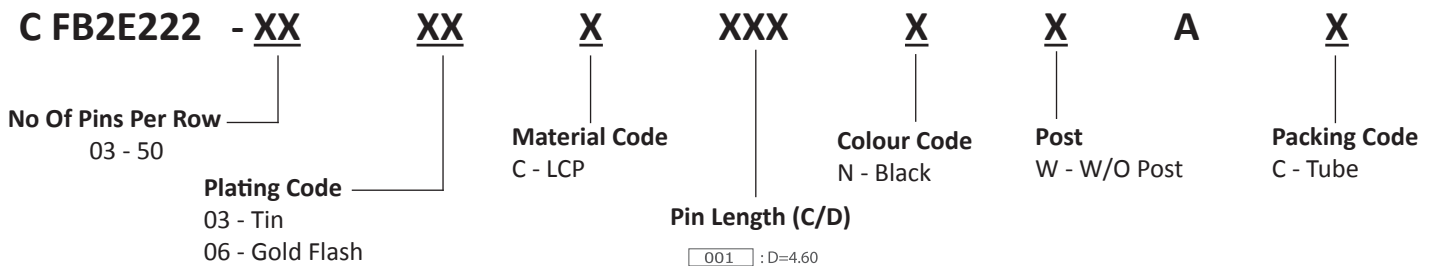 C FB2E222 - XX XX X XXX X X A X
No Of Pins Per Row
03 - 50
Plating Code
03 - Tin
06 - Gold Flash
Material Code
C - LCP
Pin Length (C/D)
001 : D=4.60
Colour Code
N - Black
Post
W - W/O Post
Packing Code
C - Tube